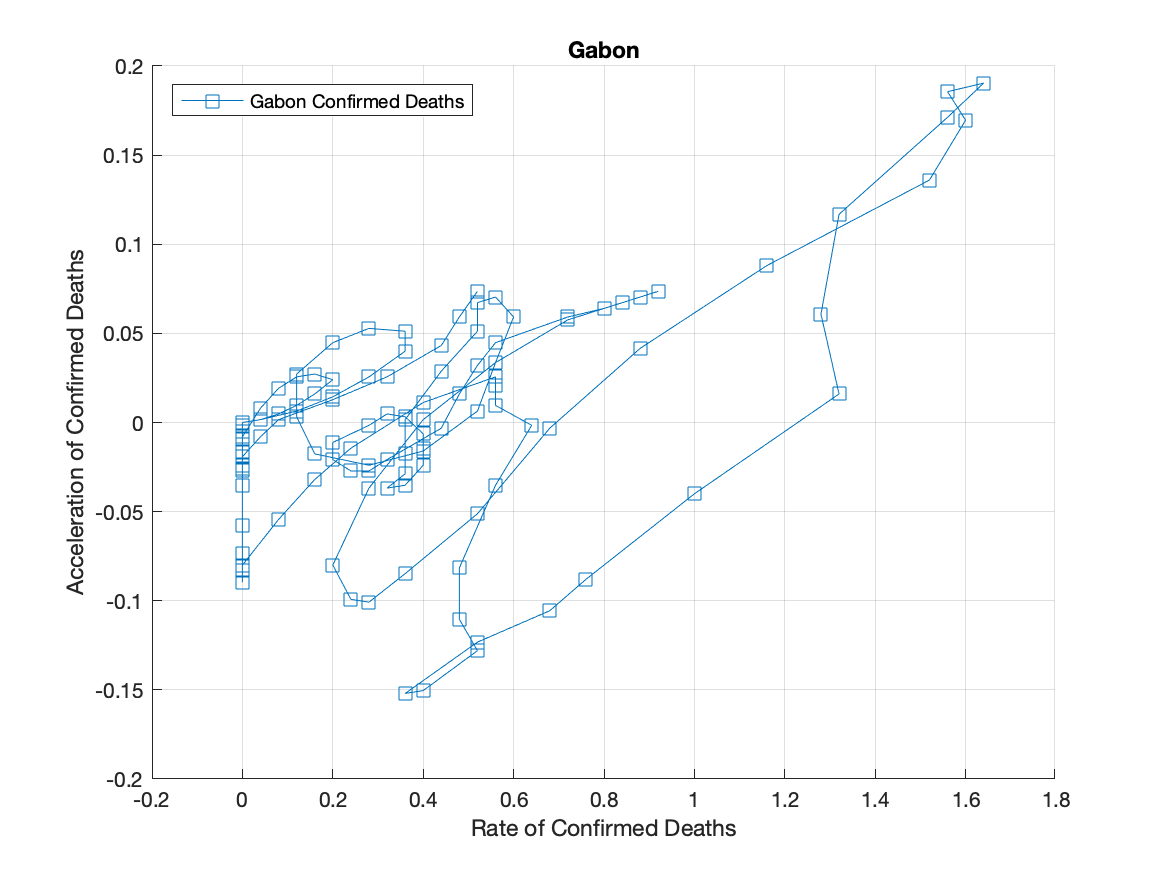 Gabon
Gabon Confirmed Deaths
0.2
0.15
0.1
0.05
0
-0.05
-0.1
-0.15
-0.2
-0.2 0 0.2 0.4 0.6 0.8 1 1.2 1.4 1.6 1.8
Rate of Confirmed Deaths
Acceleration of Confirmed Deaths